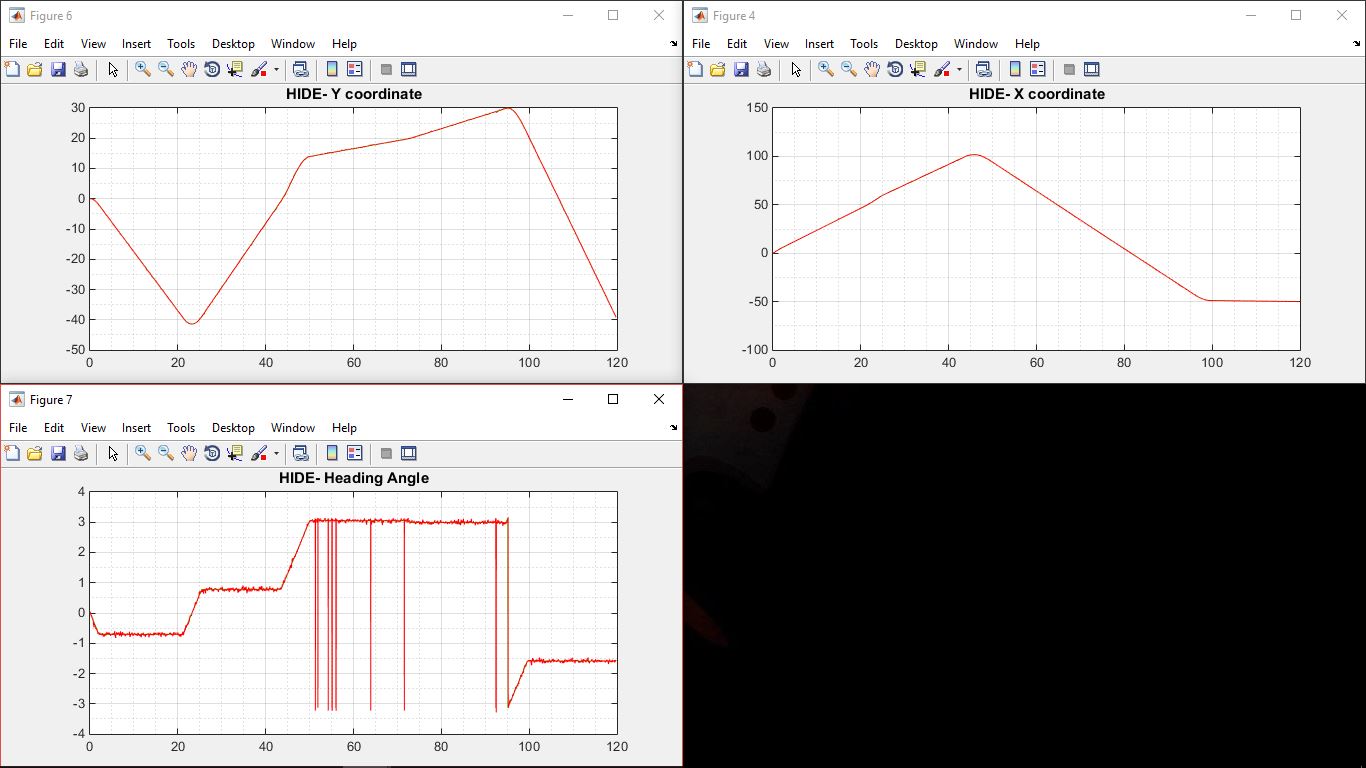 Figure 6
File Edit View Insert Tools Desktop Window Help
HIDE- Y coordinate
30
20
10
0
-10
-20
-30
-40
-50
0 20 40 60 80 100 120
Figure 4
File Edit View Insert Tools Desktop Window Help
HIDE- X coordinate
150
100
50
0
-50
-100
0 20 40 60 80 100 120
Figure 7
File Edit View Insert Tools Desktop Window Help
HIDE- Heading Angle
4
3
2
1
0
-1
-2
-3
-4
0 20 40 60 80 100 120